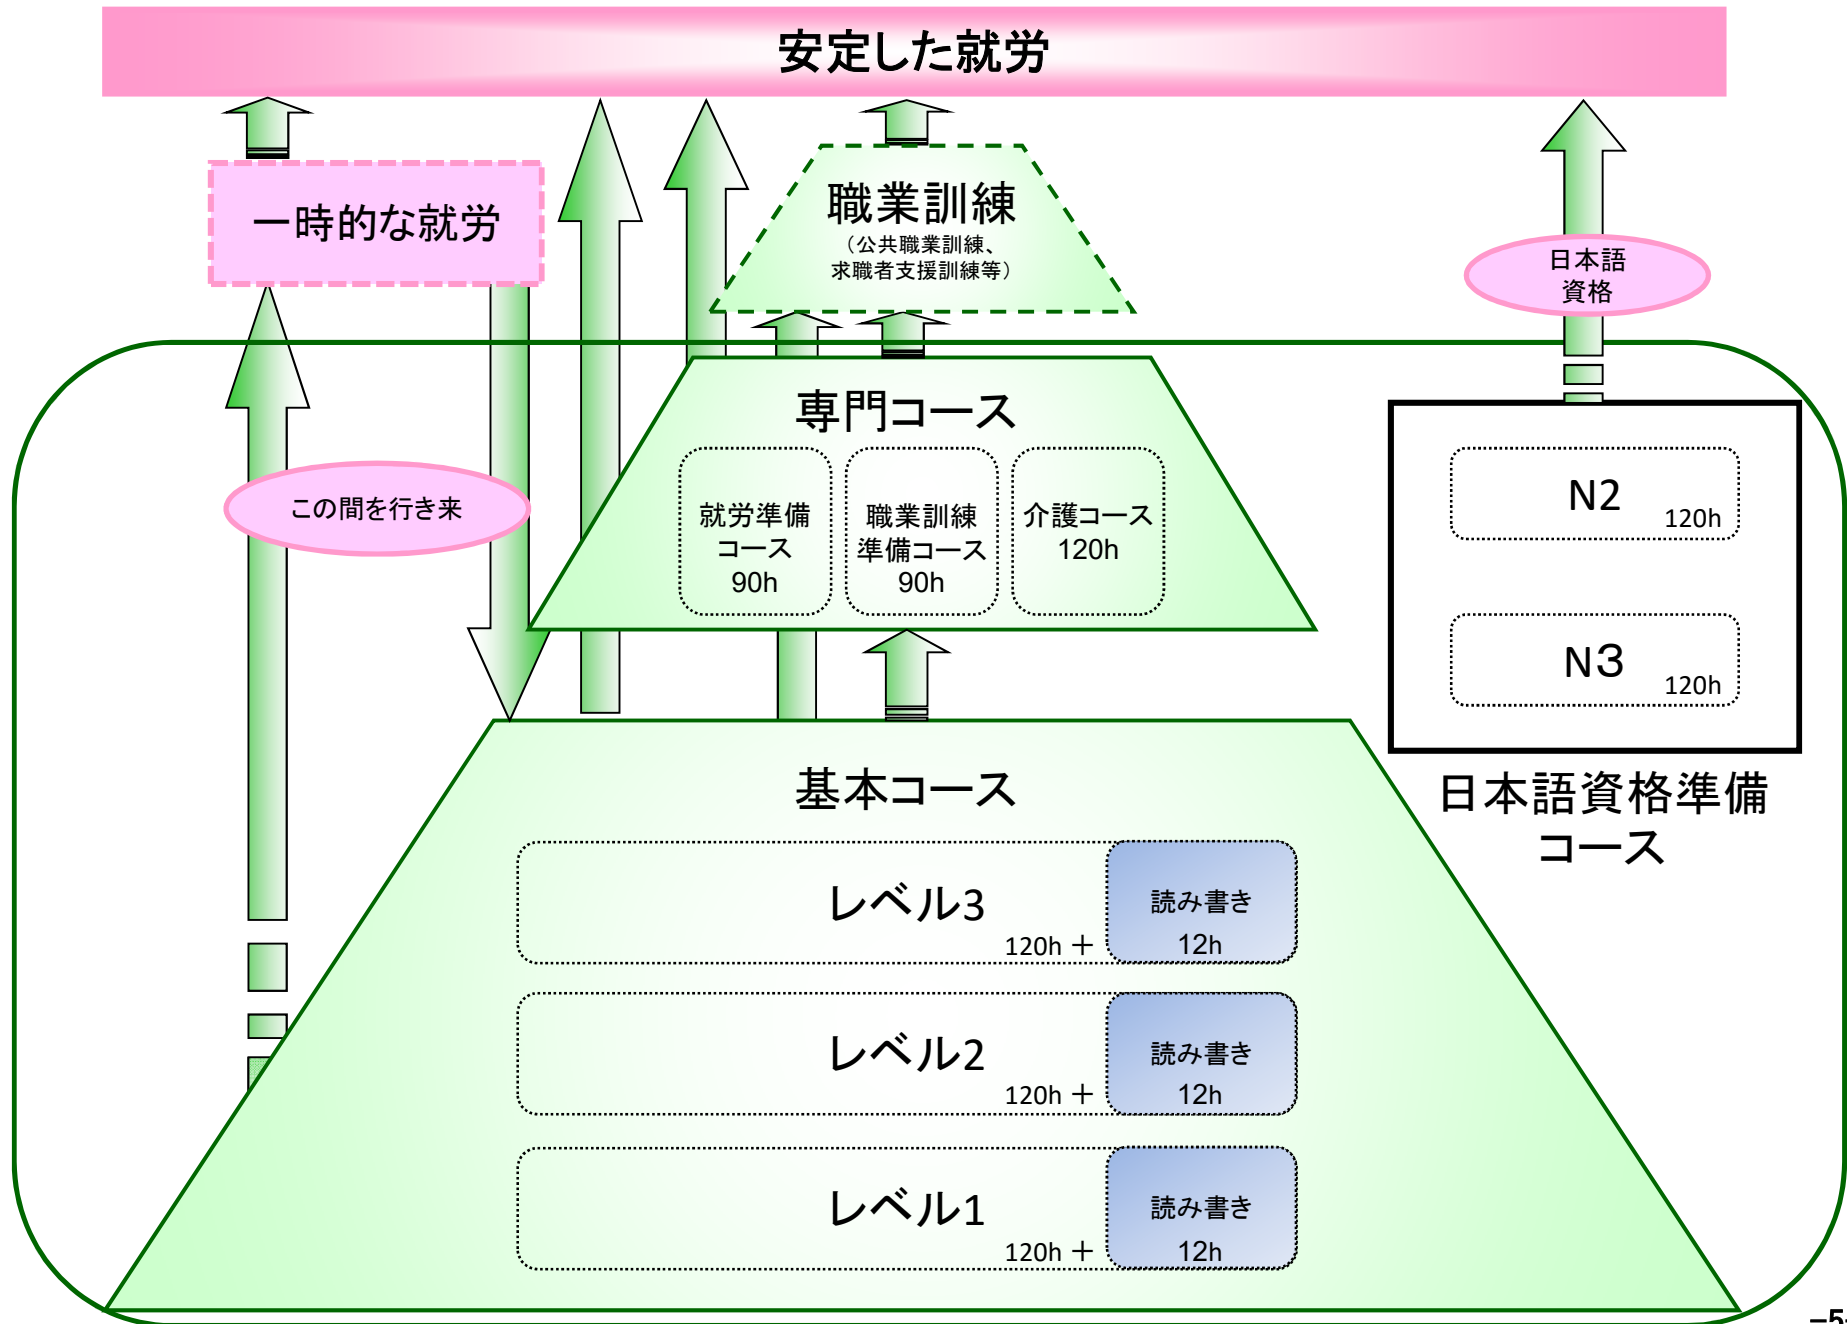 安定した就労
一時的な就労
職業訓練
（公共職業訓練、
求職者支援訓練等）
日本語
資格
この間を行き来
専門コース
就労準備
コース
90h
職業訓練
準備コース
90h
介護コース
120h
N2
120h
N3
120h
日本語資格準備
コース
基本コース
レベル3
120h ＋
読み書き
12h
レベル2
120h ＋
読み書き
12h
レベル1
120h ＋
読み書き
12h
-5